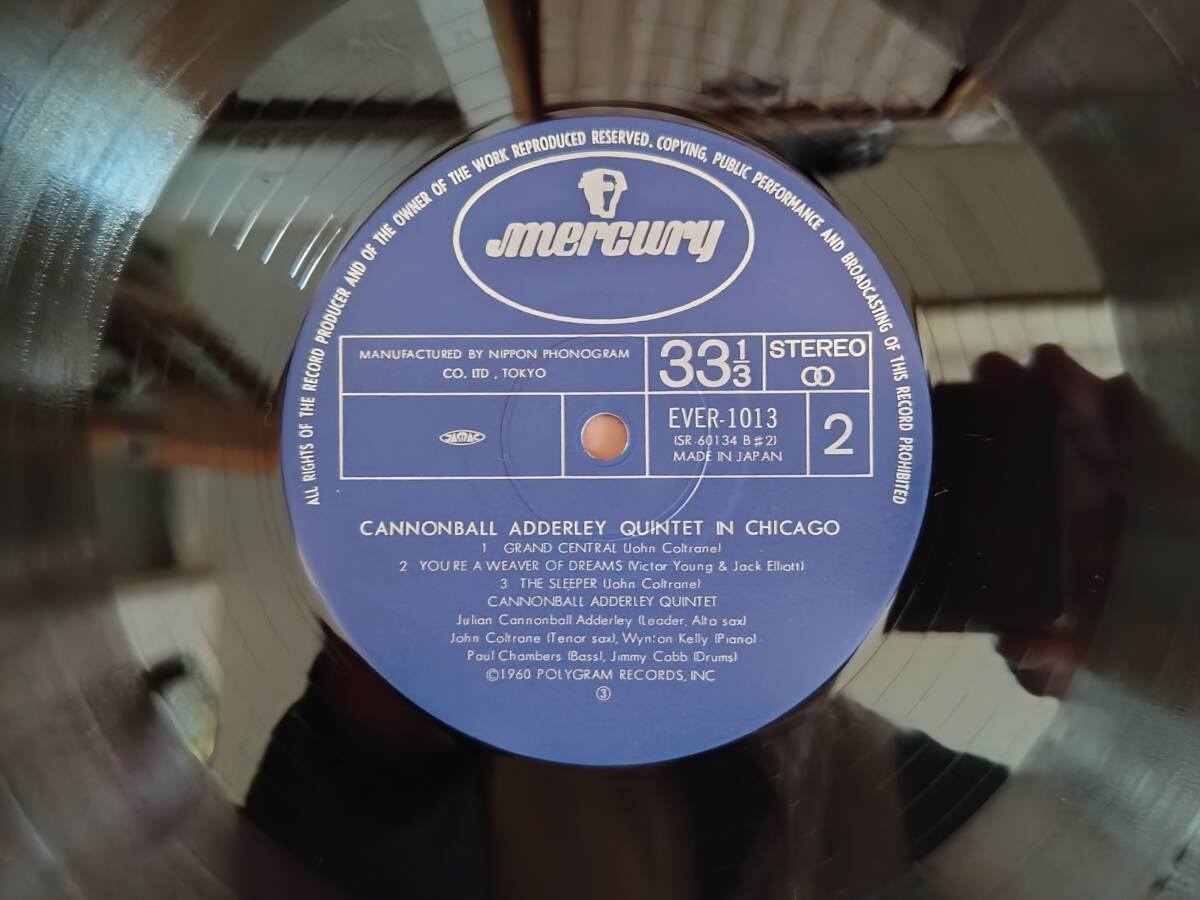 ALL RIGHTS OF THE RECORD PRODUCER AND OF THE OWNER OF THE WORK REPRODUCED RESERVED. COPYING, PUBLIC PERFORMANCE AND BROADCASTING OF THIS RECORD PROHIBITED
mercury
MANUFACTURED BY NIPPON PHONOGRAM
CO. LTD., TOKYO
33 1/3
STEREO
JASRAC
EVER-1013
(SR-60134 B#2)
MADE IN JAPAN
2
CANNONBALL ADDERLEY QUINTET IN CHICAGO
1 GRAND CENTRAL (John Coltrane)
2 YOU'RE A WEAVER OF DREAMS (Victor Young & Jack Elliott)
3 THE SLEEPER (John Coltrane)
CANNONBALL ADDERLEY QUINTET
Julian Cannonball Adderley (Leader, Alto sax)
John Coltrane (Tenor sax), Wynton Kelly (Piano)
Paul Chambers (Bass), Jimmy Cobb (Drums)
©1960 POLYGRAM RECORDS, INC
③